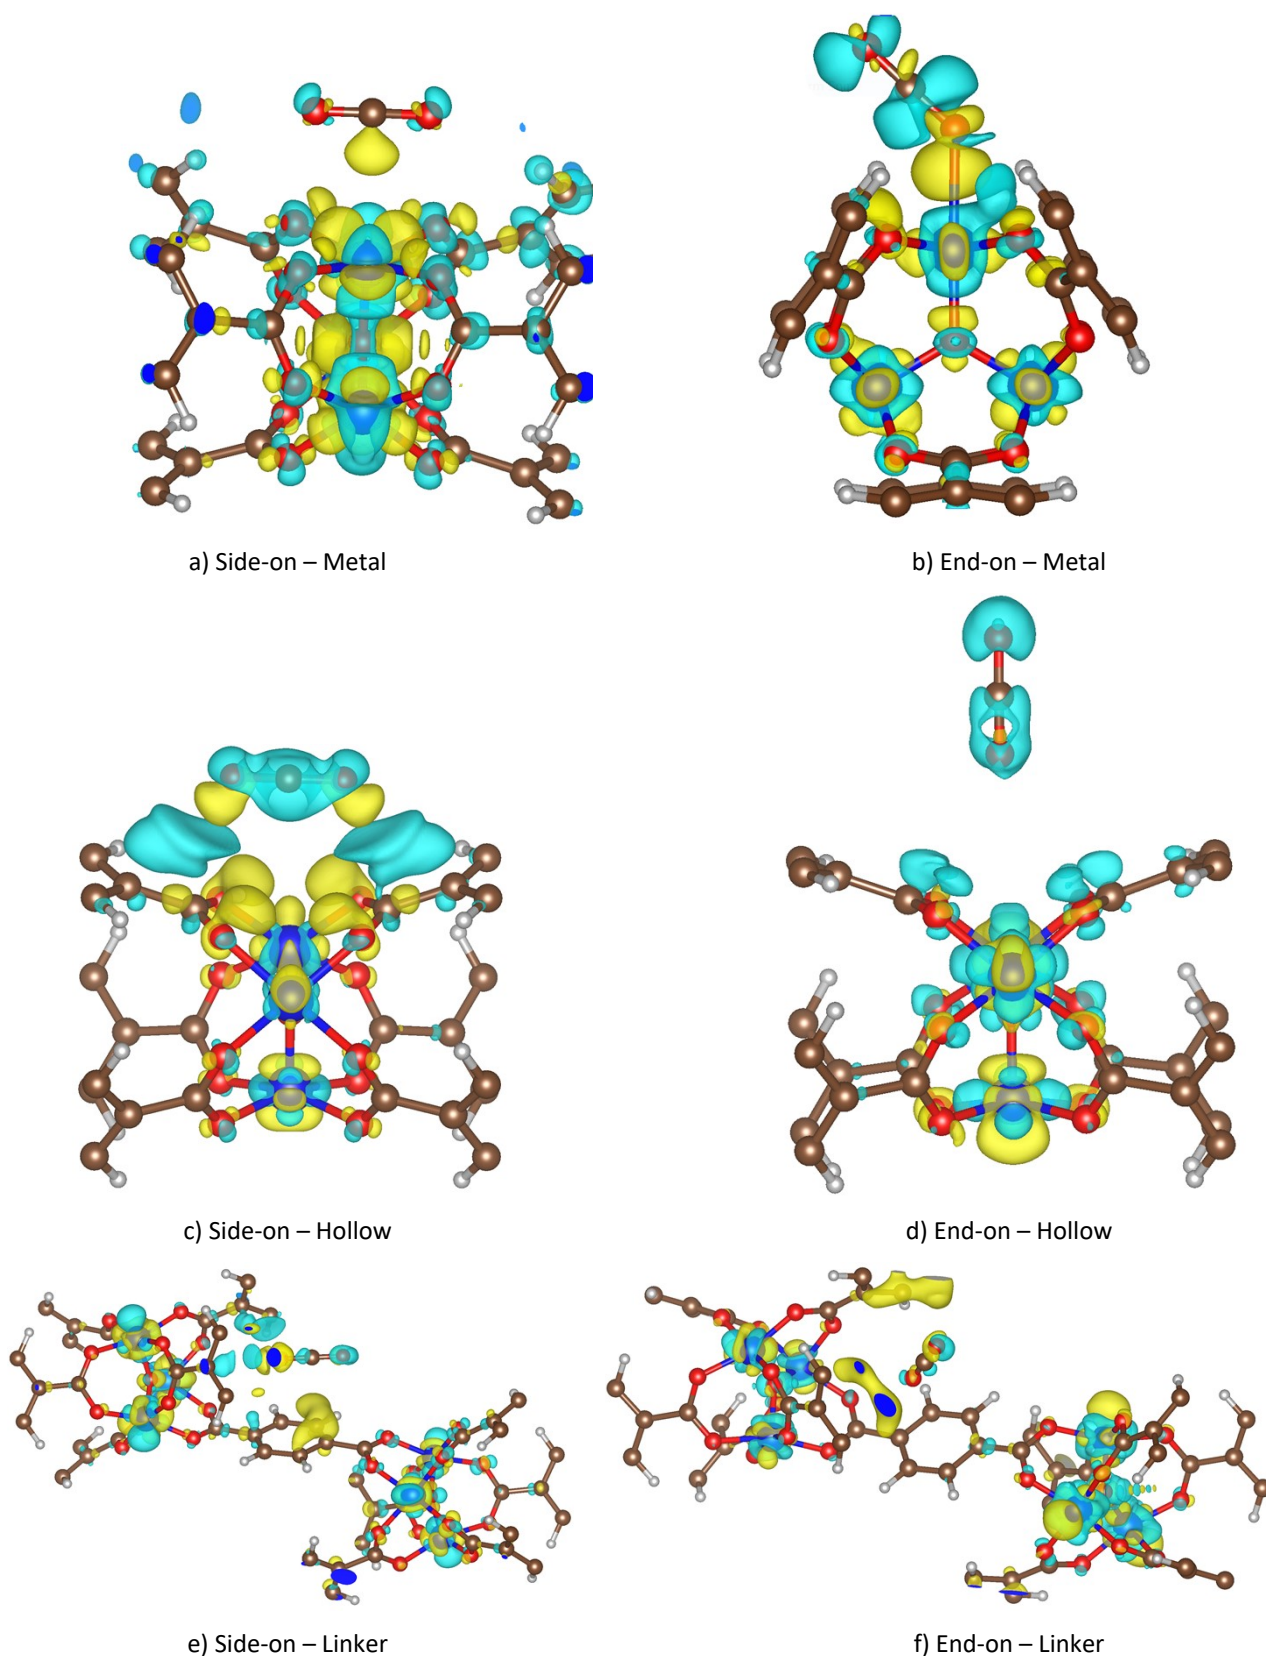 a) Side-on – Metal
b) End-on – Metal
c) Side-on – Hollow
d) End-on – Hollow
e) Side-on – Linker
f) End-on – Linker